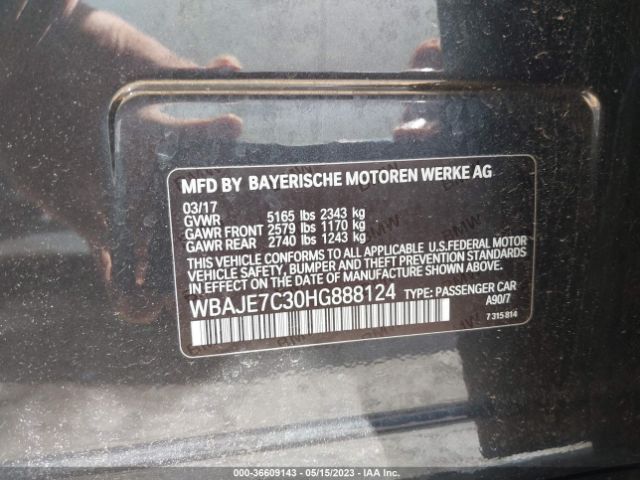 MFD BY BAYERISCHE MOTOREN WERKE AG
03/17
GVWR 5165 lbs 2343 kg
GAWR FRONT 2579 lbs 1170 kg
GAWR REAR 2740 lbs 1243 kg
THIS VEHICLE CONFORMS TO ALL APPLICABLE U.S.FEDERAL MOTOR
VEHICLE SAFETY, BUMPER AND THEFT PREVENTION STANDARDS
IN EFFECT ON THE DATE OF MANUFACTURE SHOWN ABOVE.
WBAJE7C30HG888124 TYPE: PASSENGER CAR
A90/7
7 315 814
000-36609143 - 05/15/2023 - IAA Inc.